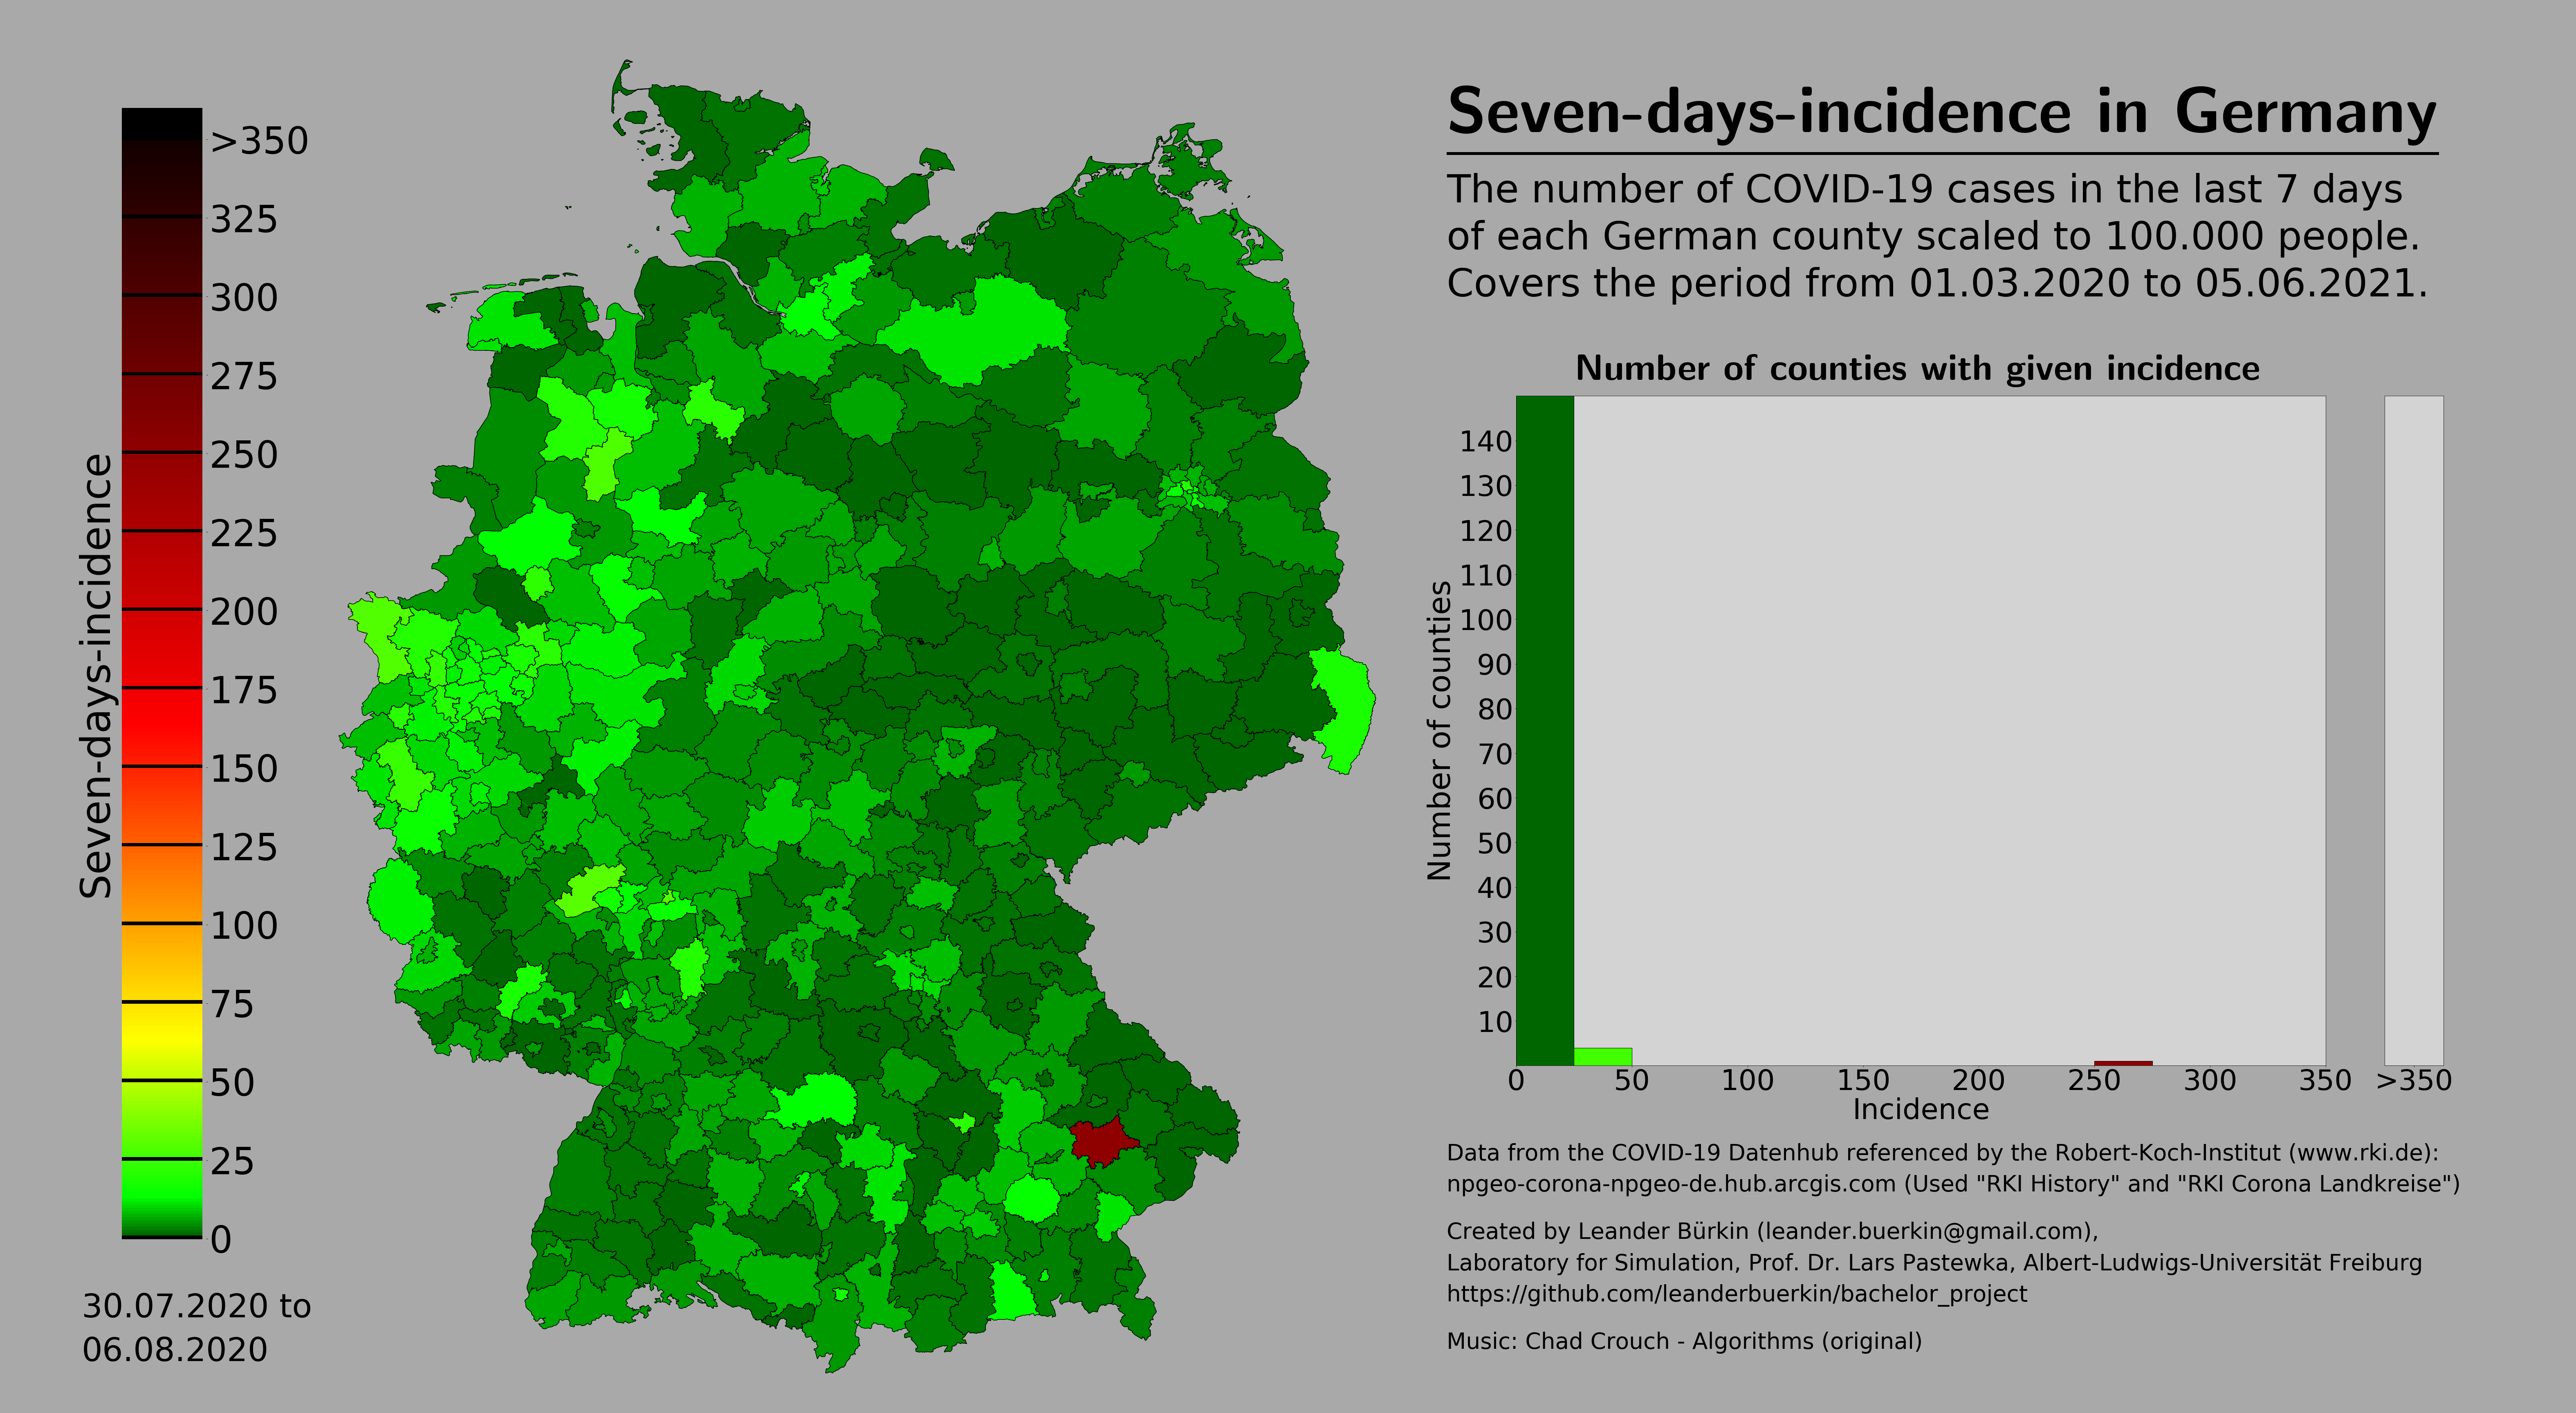 Seven-days-incidence in Germany
The number of COVID-19 cases in the last 7 days
of each German county scaled to 100.000 people.
Covers the period from 01.03.2020 to 05.06.2021.
>350
325
300
275
250
225
200
175
150
125
100
75
50
25
0
Seven-days-incidence
30.07.2020 to
06.08.2020
Number of counties with given incidence
140
130
120
110
100
90
80
70
60
50
40
30
20
10
Number of counties
0 50 100 150 200 250 300 350 >350
Incidence
Data from the COVID-19 Datenhub referenced by the Robert-Koch-Institut (www.rki.de):
npgeo-corona-npgeo-de.hub.arcgis.com (Used "RKI History" and "RKI Corona Landkreise")
Created by Leander Bürkin (leander.buerkin@gmail.com),
Laboratory for Simulation, Prof. Dr. Lars Pastewka, Albert-Ludwigs-Universität Freiburg
https://github.com/leanderbuerkin/bachelor_project
Music: Chad Crouch - Algorithms (original)